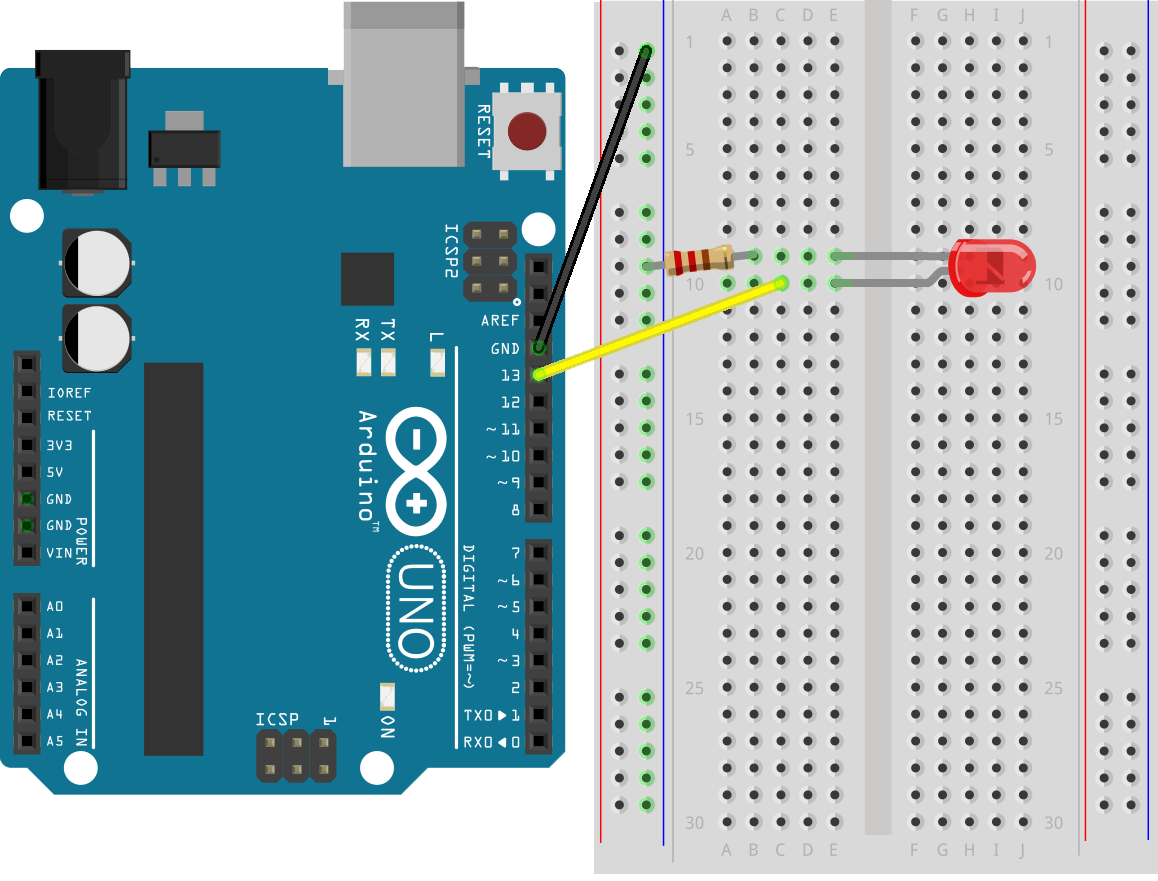 A B C D E F G H I J
1 1
5 5
10 10
15 15
20 20
25 25
30 30
A B C D E F G H I J
RESET
ICSP2
AREF
GND
13
12
~11
~10
~9
8
7
~6
~5
4
~3
2
TX0▶1
RX0◀0
DIGITAL (PWM=~)
RX
TX
L
Arduino™
UNO
ON
ICSP
1
IOREF
RESET
3V3
5V
GND
GND
VIN
POWER
A0
A1
A2
A3
A4
A5
ANALOG IN